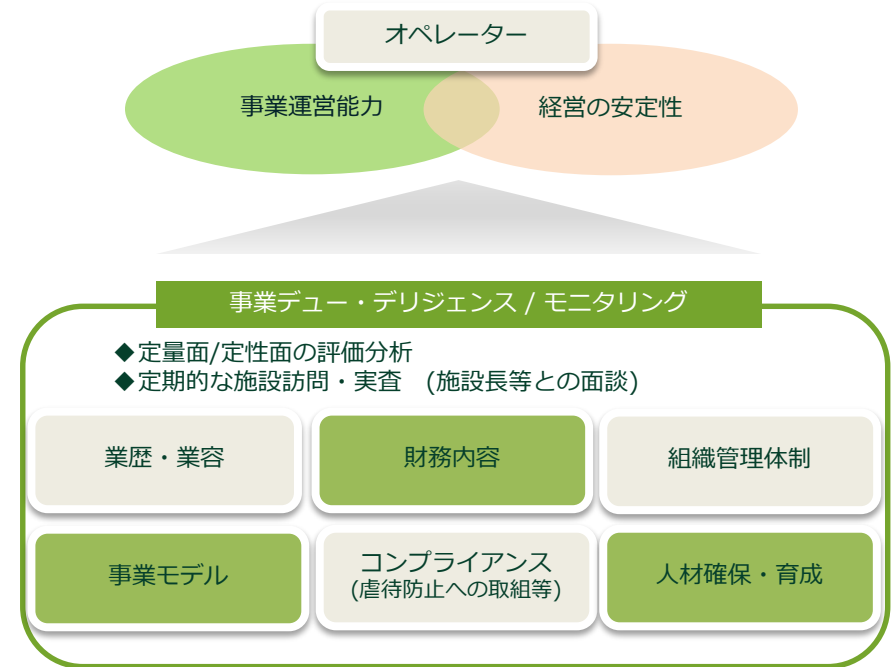 オペレーター
事業運営能力
経営の安定性
事業デュー・デリジェンス / モニタリング
◆定量面/定性面の評価分析
◆定期的な施設訪問・実査　(施設長等との面談)
業歴・業容
財務内容
組織管理体制
事業モデル
コンプライアンス
(虐待防止への取組等)
人材確保・育成